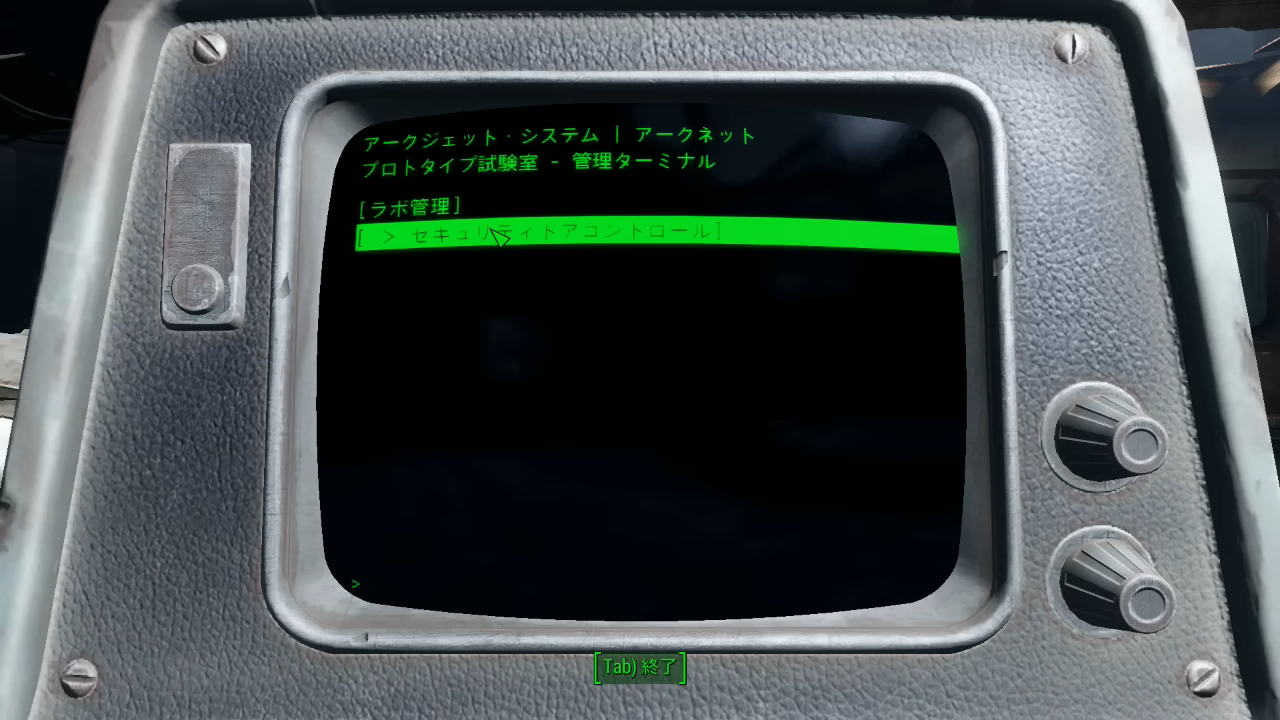 アークジェット・システム | アークネット
プロトタイプ試験室 - 管理ターミナル
[ラボ管理]
[ > セキュリティトアコントロール]
>
[Tab) 終了]